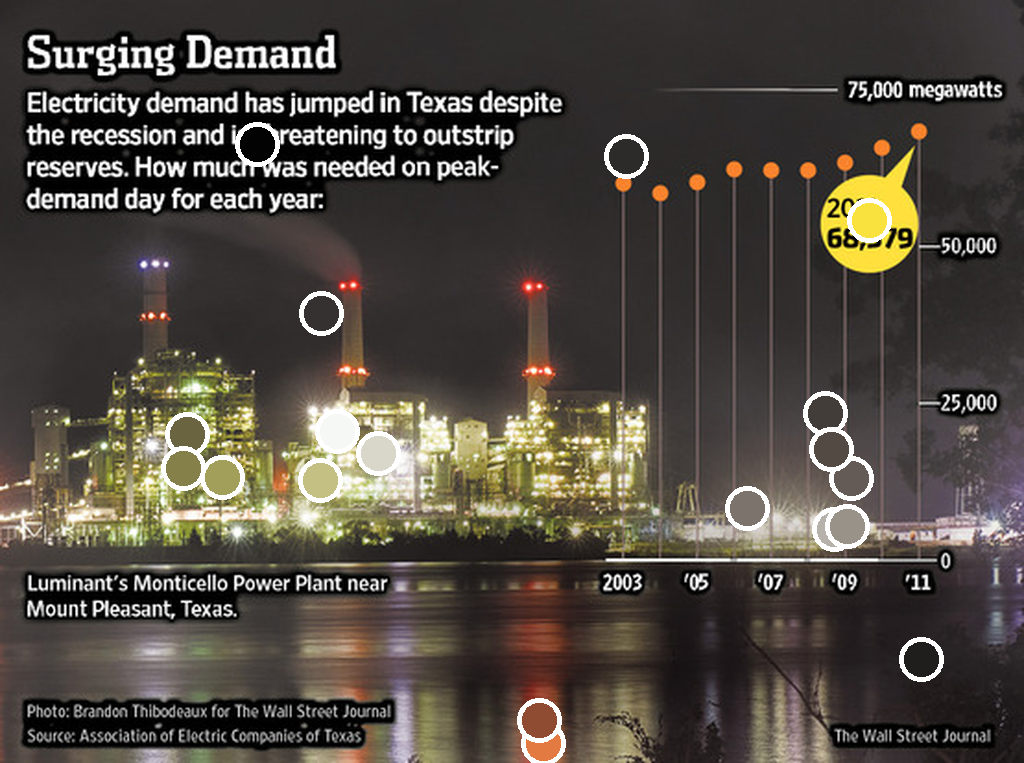 Surging Demand
Electricity demand has jumped in Texas despite
the recession and threatening to outstrip
reserves. How much was needed on peak-
demand day for each year:
75,000 megawatts
50,000
25,000
0
2003 '05 '07 '09 '11
Luminant's Monticello Power Plant near
Mount Pleasant, Texas.
Photo: Brandon Thibodeaux for The Wall Street Journal
Source: Association of Electric Companies of Texas
The Wall Street Journal